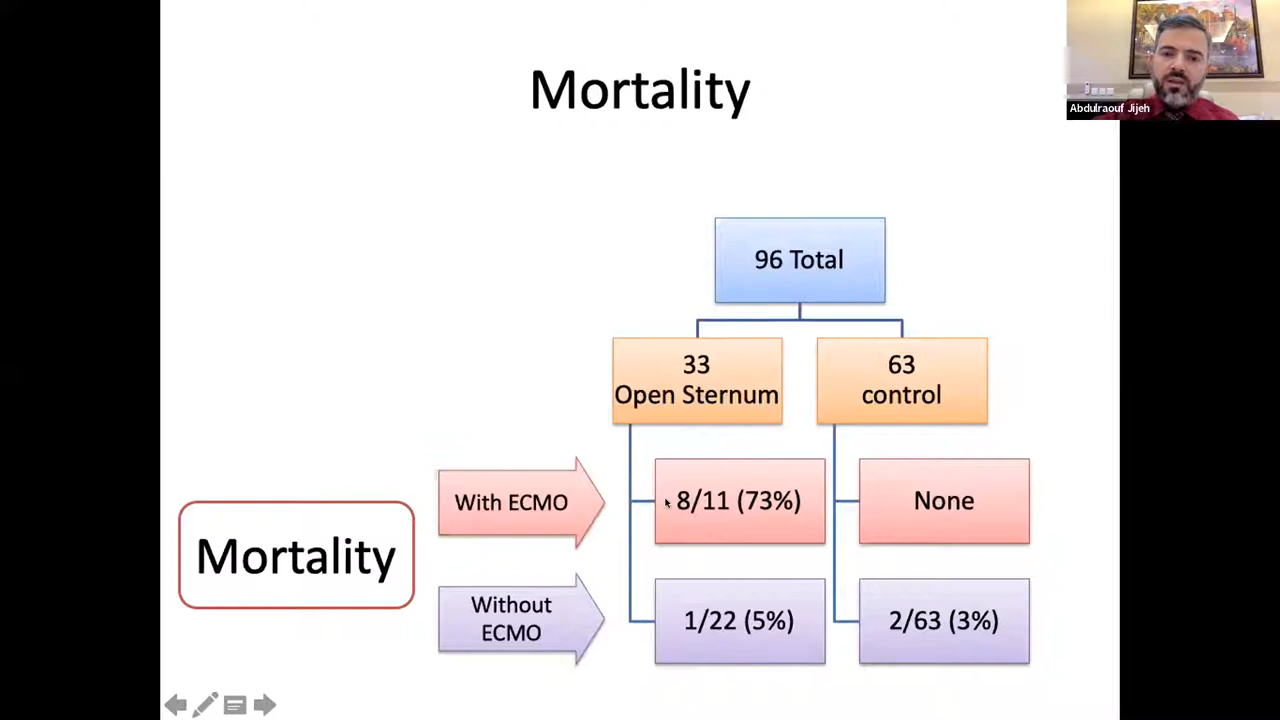 Mortality
Abdulraouf Jijeh
96 Total
33
Open Sternum
63
control
With ECMO
8/11 (73%)
None
Mortality
Without
ECMO
1/22 (5%)
2/63 (3%)